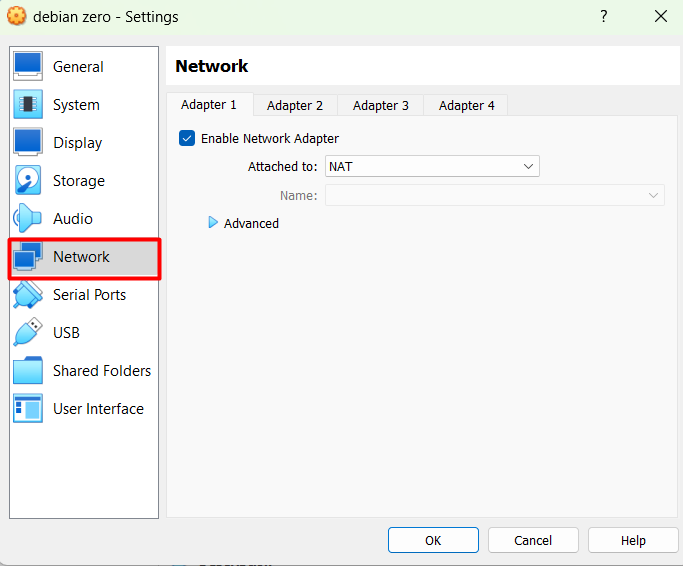 debian zero - Settings
?
General
System
Display
Storage
Audio
Network
Serial Ports
USB
Shared Folders
User Interface
Network
Adapter 1 Adapter 2 Adapter 3 Adapter 4
Enable Network Adapter
Attached to: NAT
Name:
Advanced
OK Cancel Help